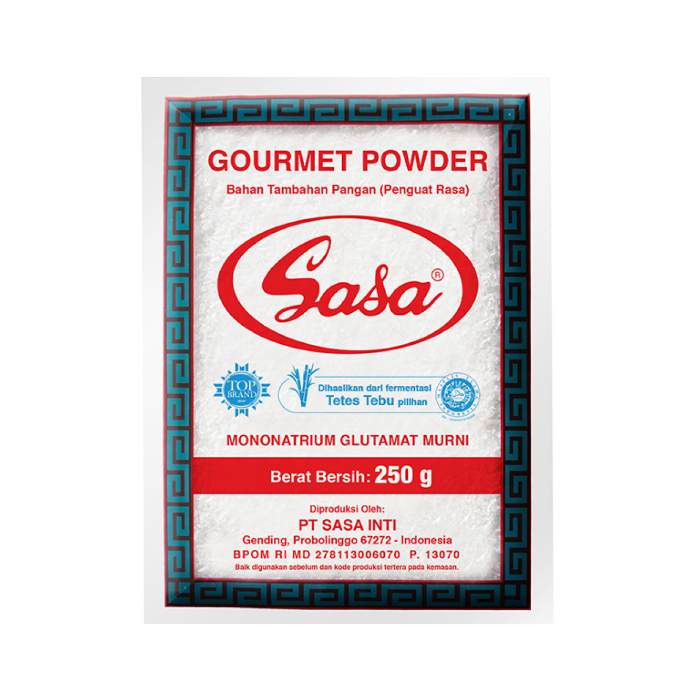 GOURMET POWDER
Bahan Tambahan Pangan (Penguat Rasa)
Sasa®
TOP
BRAND
Dihasilkan dari fermentasi
Tetes Tebu pilihan
MONONATRIUM GLUTAMAT MURNI
Berat Bersih: 250 g
Diproduksi Oleh:
PT SASA INTI
Gending, Probolinggo 67272 - Indonesia
BPOM RI MD 278113006070 P. 13070
Baik digunakan sebelum dan kode produksi tertera pada kemasan.